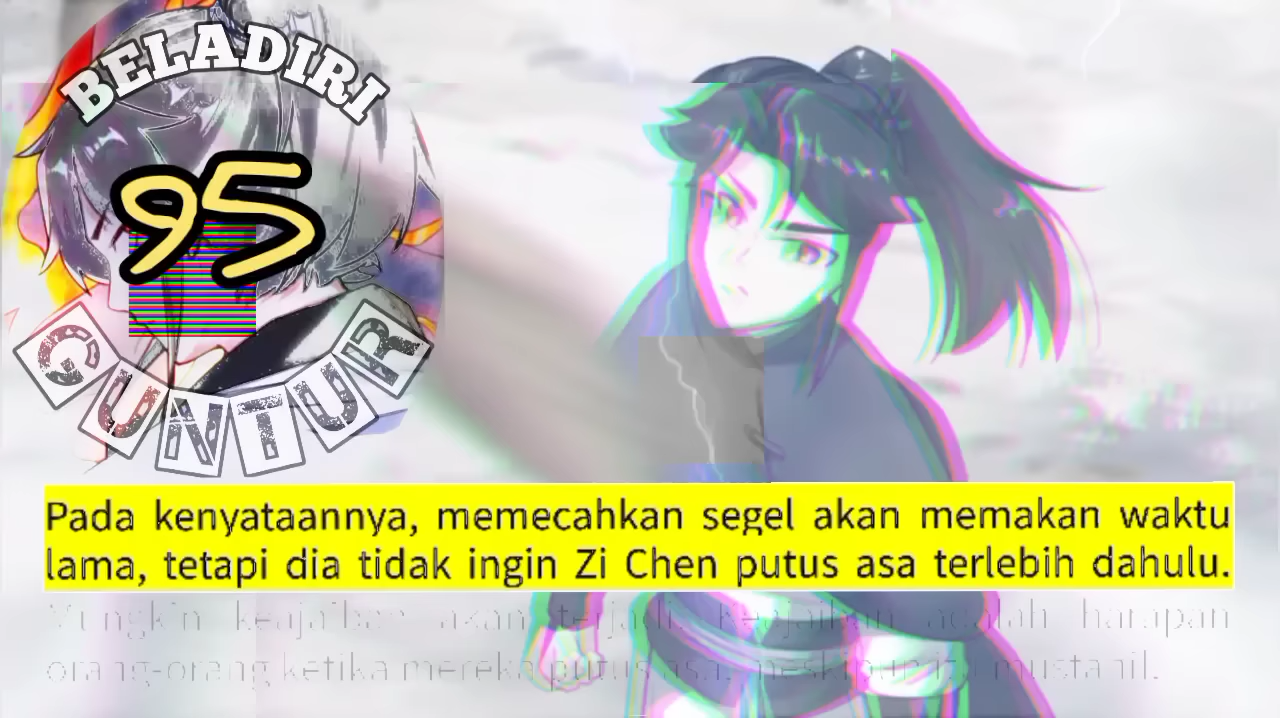 BELADIRI
95
GUNTUR
Pada kenyataannya, memecahkan segel akan memakan waktu
lama, tetapi dia tidak ingin Zi Chen putus asa terlebih dahulu.
keajaiban akan terjadi. Keajaiban adalah harapan
orang-orang ketika mereka putus asa, meskipun itu mustahil.